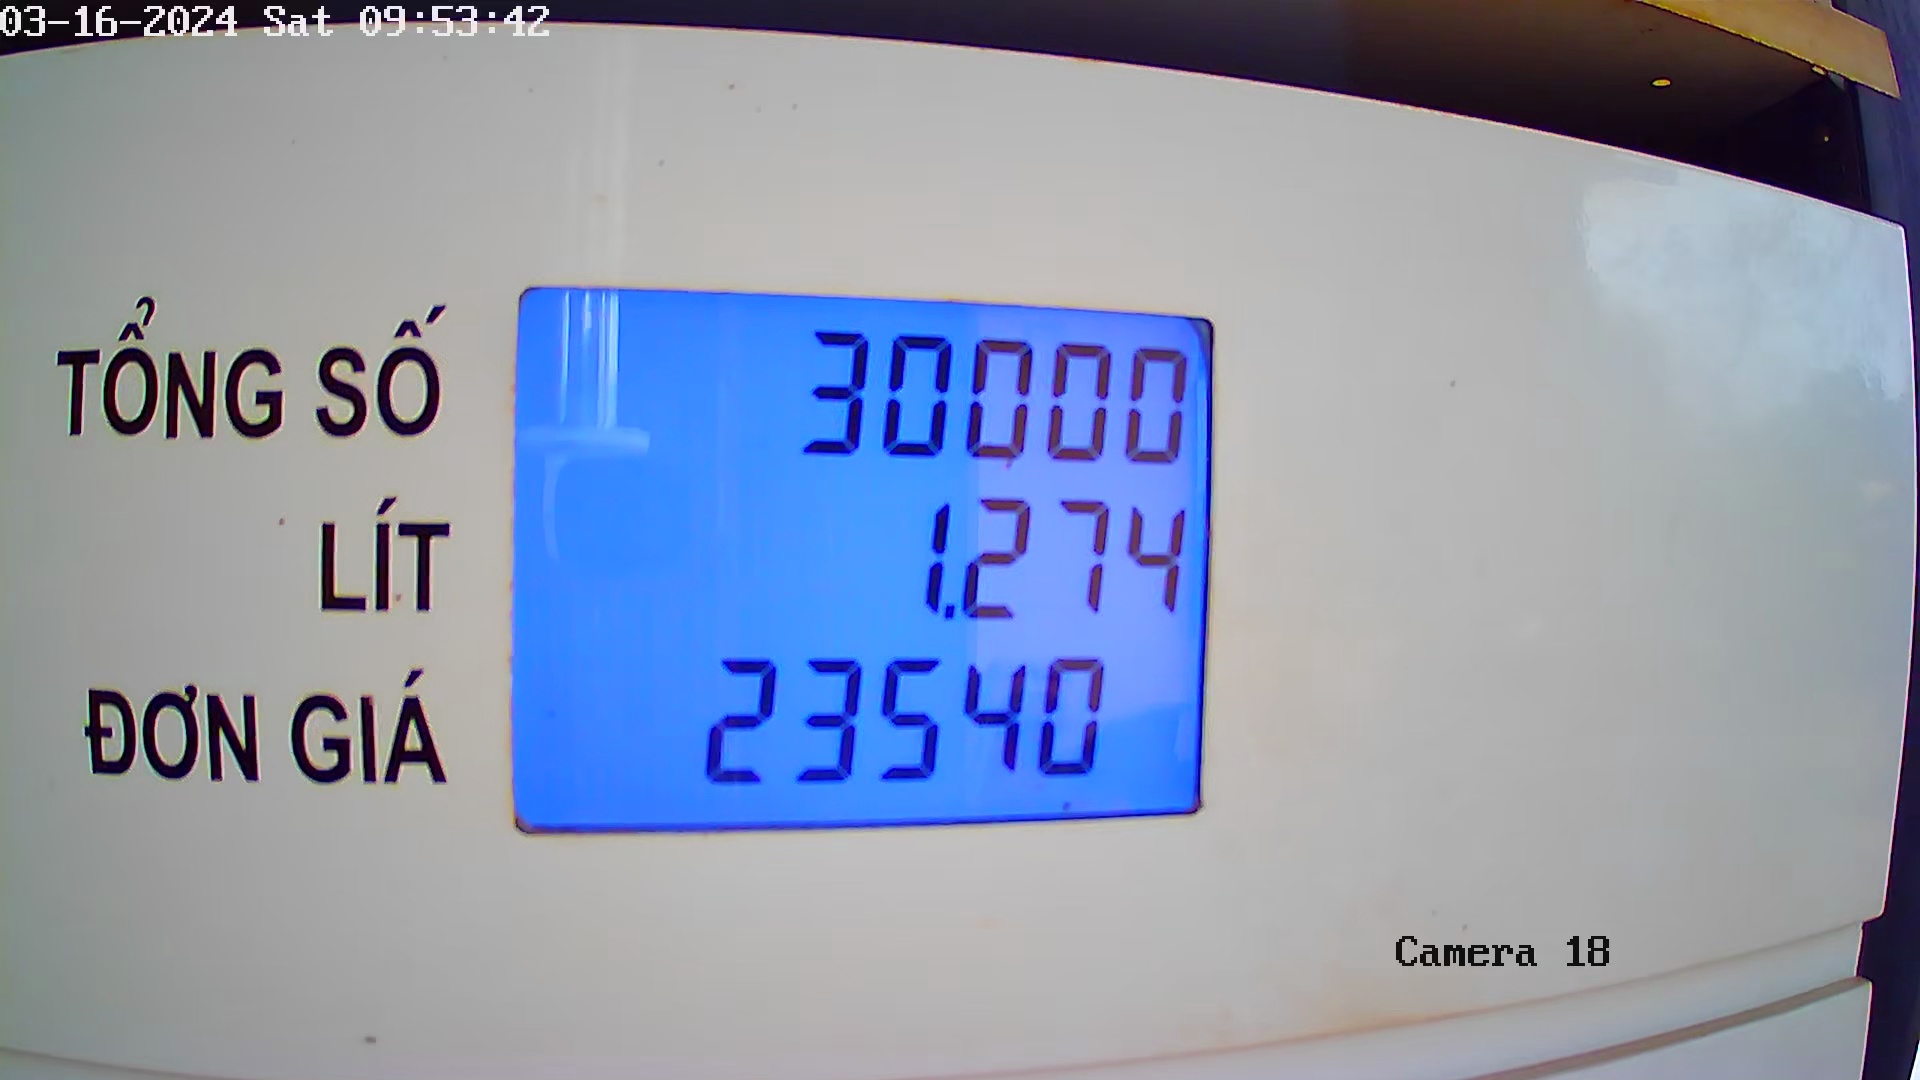 03-16-2024 Sat 09:53:42
TỔNG SỐ 30000
LÍT 1.274
ĐƠN GIÁ 23540
Camera 18